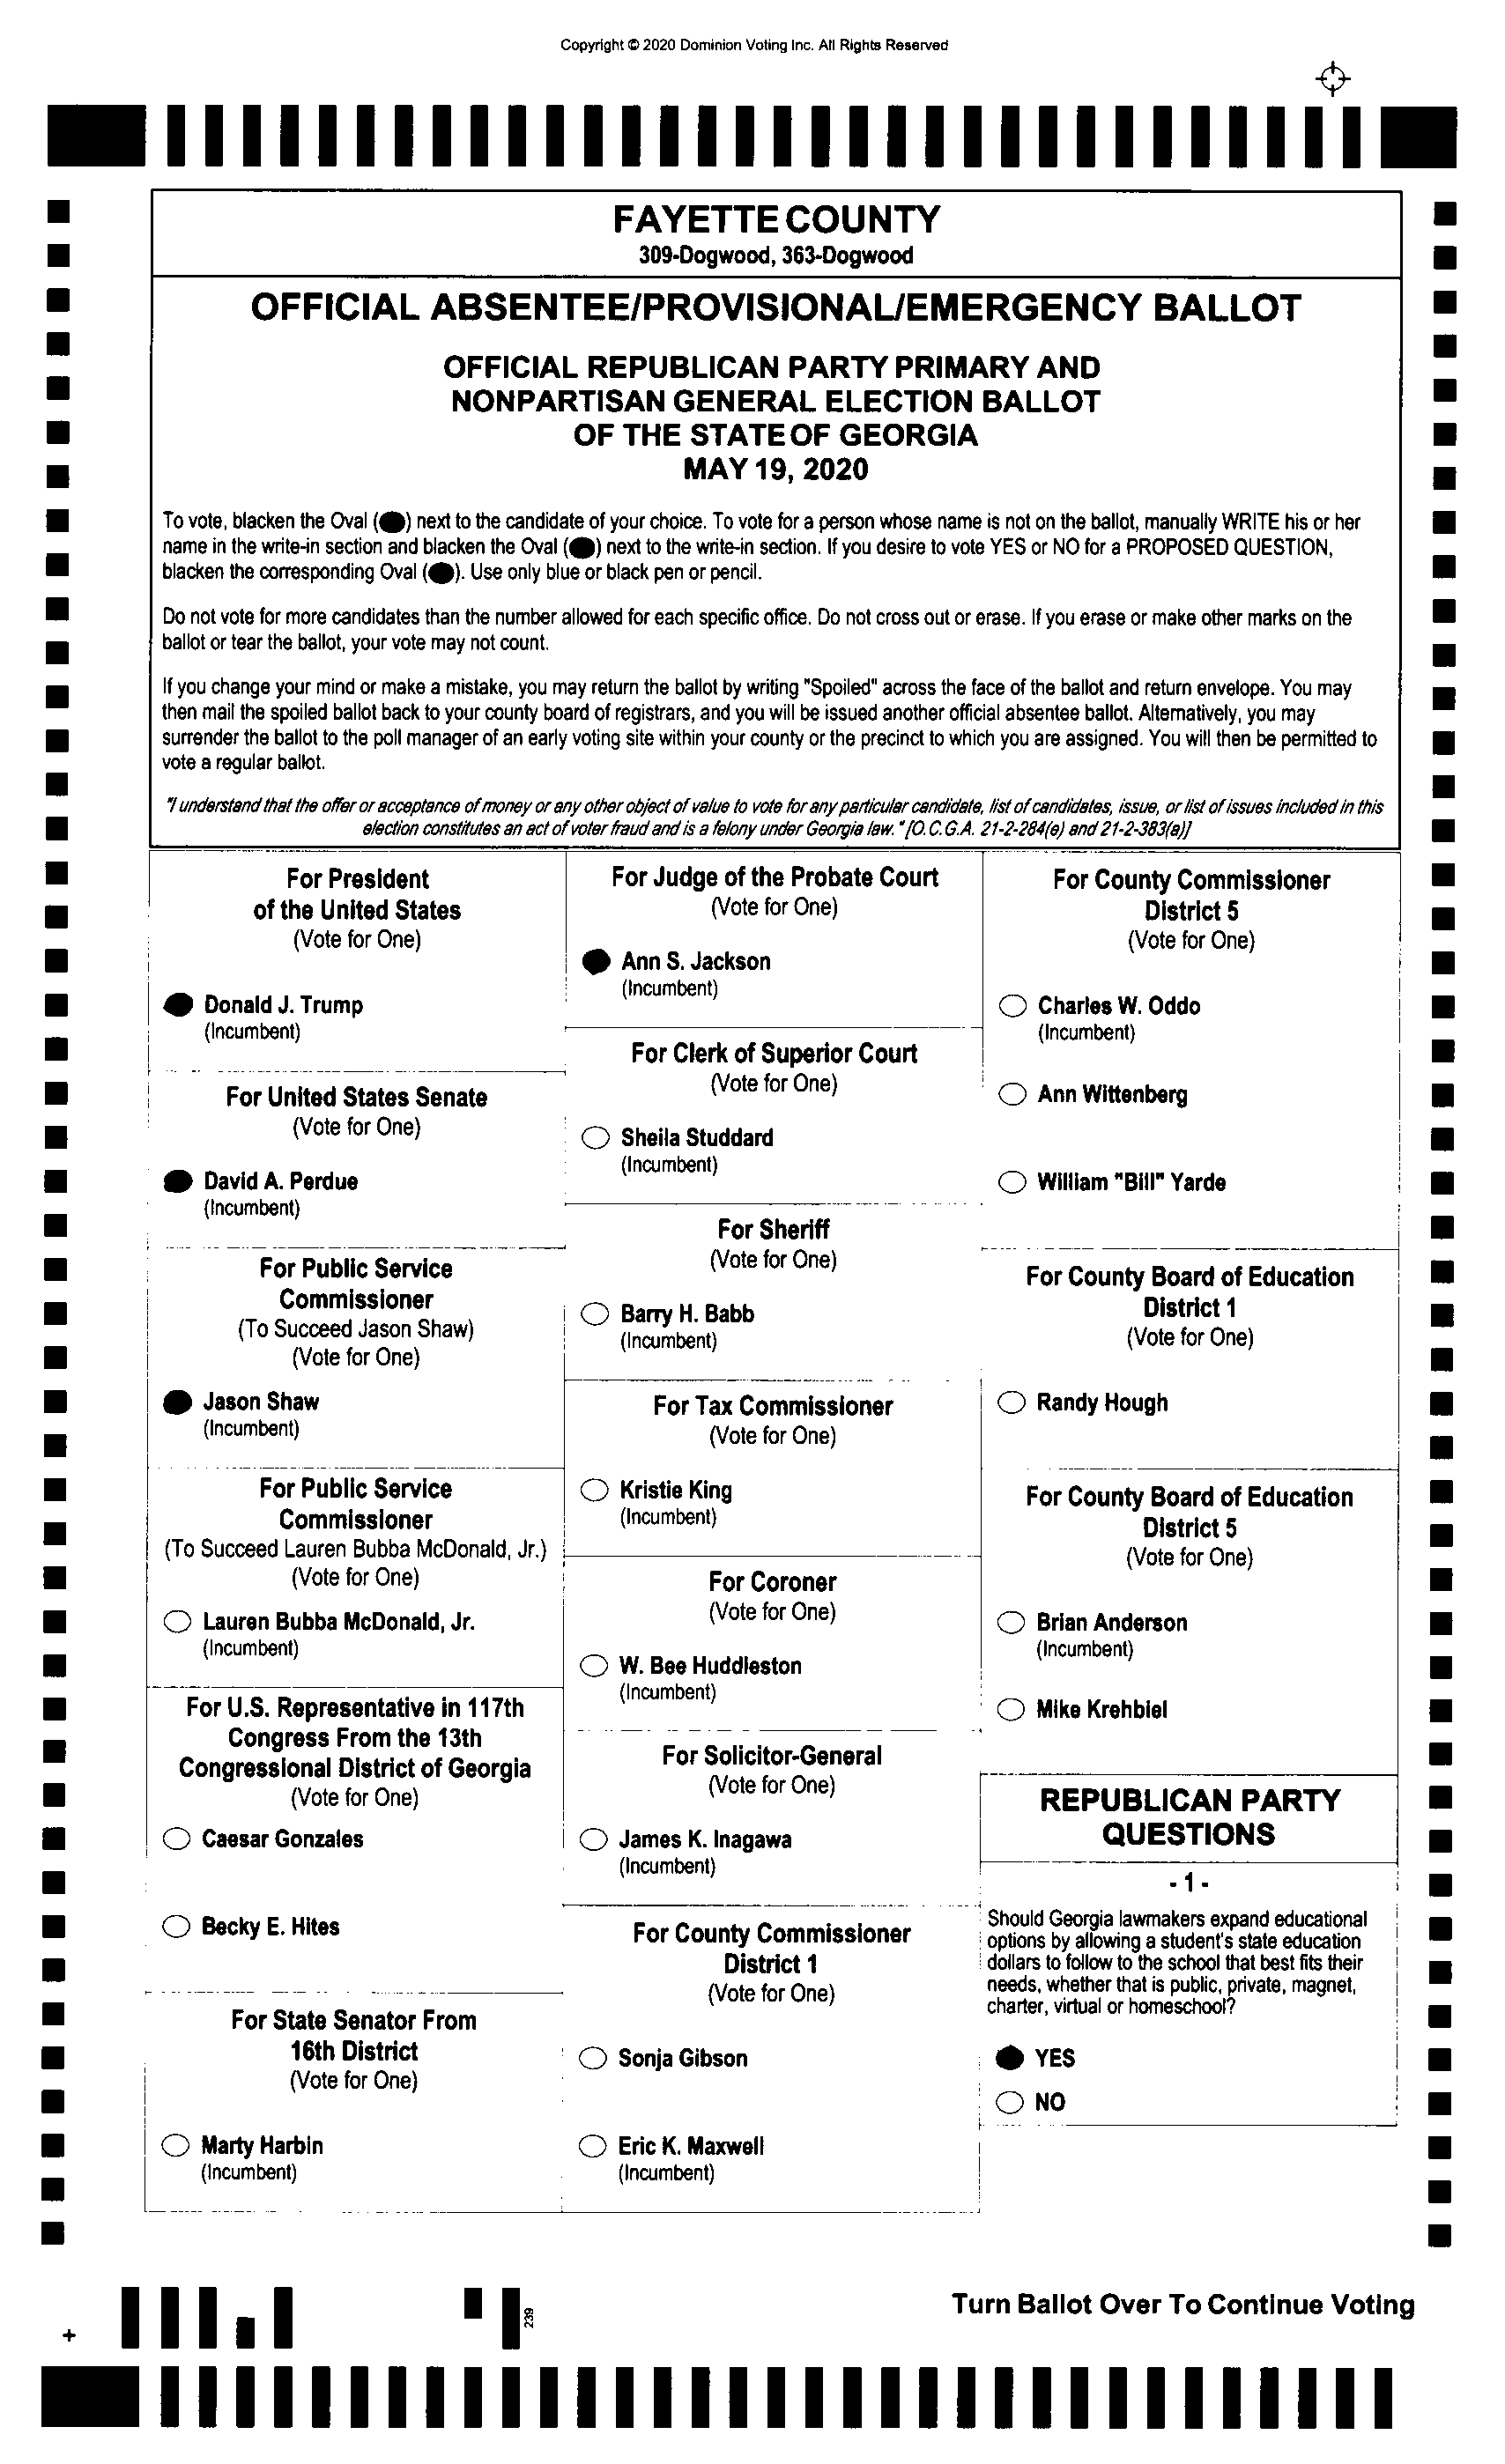 Copyright © 2020 Dominion Voting Inc. All Rights Reserved
FAYETTE COUNTY
309-Dogwood, 363-Dogwood
OFFICIAL ABSENTEE/PROVISIONAL/EMERGENCY BALLOT
OFFICIAL REPUBLICAN PARTY PRIMARY AND
NONPARTISAN GENERAL ELECTION BALLOT
OF THE STATE OF GEORGIA
MAY 19, 2020
To vote, blacken the Oval ( ) next to the candidate of your choice. To vote for a person whose name is not on the ballot, manually WRITE his or her
name in the write-in section and blacken the Oval ( ) next to the write-in section. If you desire to vote YES or NO for a PROPOSED QUESTION,
blacken the corresponding Oval ( ). Use only blue or black pen or pencil.
Do not vote for more candidates than the number allowed for each specific office. Do not cross out or erase. If you erase or make other marks on the
ballot or tear the ballot, your vote may not count.
If you change your mind or make a mistake, you may return the ballot by writing "Spoiled" across the face of the ballot and return envelope. You may
then mail the spoiled ballot back to your county board of registrars, and you will be issued another official absentee ballot. Alternatively, you may
surrender the ballot to the poll manager of an early voting site within your county or the precinct to which you are assigned. You will then be permitted to
vote a regular ballot.
"I understand that the offer or acceptance of money or any other object of value to vote for any particular candidate, list of candidates, issue, or list of issues included in this
election constitutes an act of voter fraud and is a felony under Georgia law." [O.C.G.A. 21-2-284(e) and 21-2-383(a)]
For President
of the United States
(Vote for One)
Donald J. Trump
(Incumbent)
For United States Senate
(Vote for One)
David A. Perdue
(Incumbent)
For Public Service
Commissioner
(To Succeed Jason Shaw)
(Vote for One)
Jason Shaw
(Incumbent)
For Public Service
Commissioner
(To Succeed Lauren Bubba McDonald, Jr.)
(Vote for One)
Lauren Bubba McDonald, Jr.
(Incumbent)
For U.S. Representative in 117th
Congress From the 13th
Congressional District of Georgia
(Vote for One)
Caesar Gonzales
Becky E. Hites
For State Senator From
16th District
(Vote for One)
Marty Harbin
(Incumbent)
For Judge of the Probate Court
(Vote for One)
Ann S. Jackson
(Incumbent)
For Clerk of Superior Court
(Vote for One)
Sheila Studdard
(Incumbent)
For Sheriff
(Vote for One)
Barry H. Babb
(Incumbent)
For Tax Commissioner
(Vote for One)
Kristie King
(Incumbent)
For Coroner
(Vote for One)
W. Bee Huddleston
(Incumbent)
For Solicitor-General
(Vote for One)
James K. Inagawa
(Incumbent)
For County Commissioner
District 1
(Vote for One)
Sonja Gibson
Eric K. Maxwell
(Incumbent)
For County Commissioner
District 5
(Vote for One)
Charles W. Oddo
(Incumbent)
Ann Wittenberg
William "Bill" Yarde
For County Board of Education
District 1
(Vote for One)
Randy Hough
For County Board of Education
District 5
(Vote for One)
Brian Anderson
(Incumbent)
Mike Krehbiel
REPUBLICAN PARTY
QUESTIONS
- 1 -
Should Georgia lawmakers expand educational
options by allowing a student's state education
dollars to follow to the school that best fits their
needs, whether that is public, private, magnet,
charter, virtual or homeschool?
YES
NO
239
Turn Ballot Over To Continue Voting